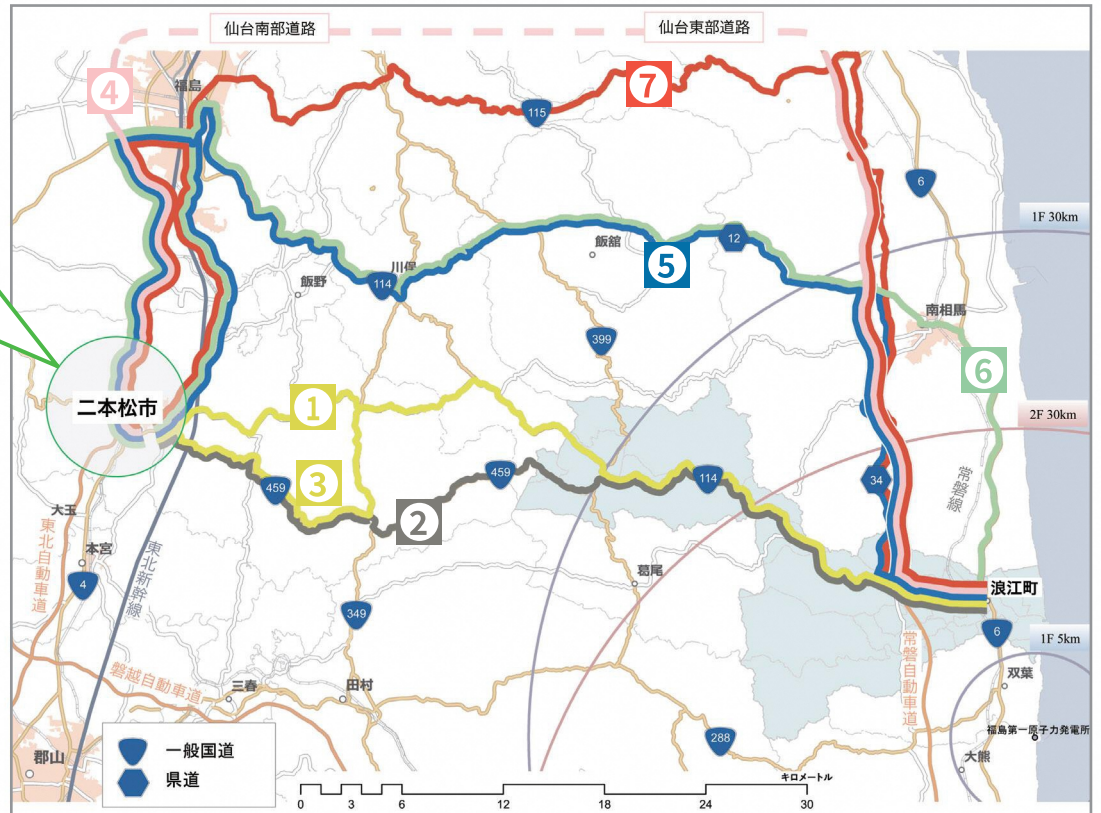 仙台南部道路
仙台東部道路
④
福島
⑦
115
6
1F 30km
12
飯舘
⑤
川俣
114
飯野
南相馬
399
⑥
二本松市
①
2F 30km
③
459
459
②
114
34
常磐線
大玉
本宮
東北自動車道
東北新幹線
4
葛尾
浪江町
349
6
1F 5km
常磐自動車道
双葉
磐越自動車道
三春
田村
福島第一原子力発電所
288
大熊
郡山
一般国道
県道
キロメートル
0 3 6 12 18 24 30